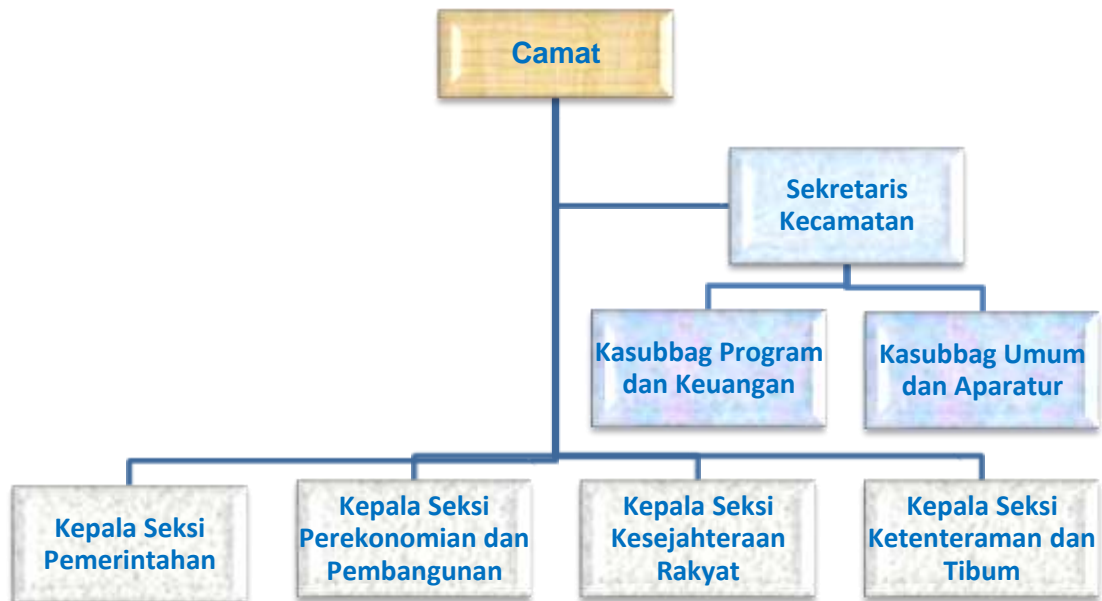 Camat
Sekretaris
Kecamatan
Kasubbag Program
dan Keuangan
Kasubbag Umum
dan Aparatur
Kepala Seksi
Pemerintahan
Kepala Seksi
Perekonomian dan
Pembangunan
Kepala Seksi
Kesejahteraan
Rakyat
Kepala Seksi
Ketenteraman dan
Tibum